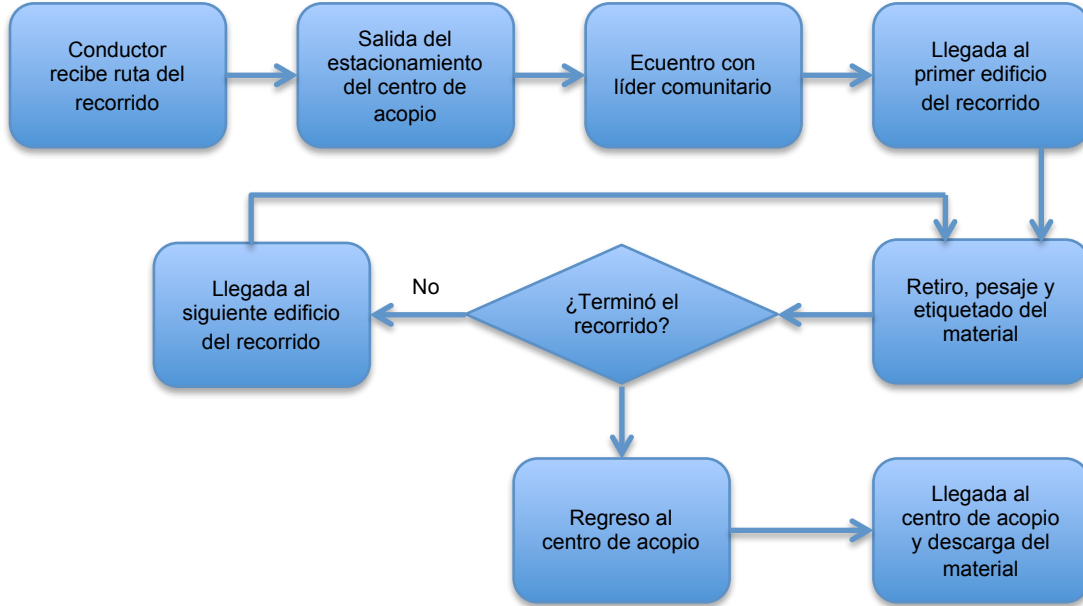 Conductor
recibe ruta del
recorrido
Salida del
estacionamiento
del centro de
acopio
Ecuentro con
líder comunitario
Llegada al
primer edificio
del recorrido
Retiro, pesaje y
etiquetado del
material
¿Terminó el
recorrido?
No
Llegada al
siguiente edificio
del recorrido
Regreso al
centro de acopio
Llegada al
centro de acopio
y descarga del
material